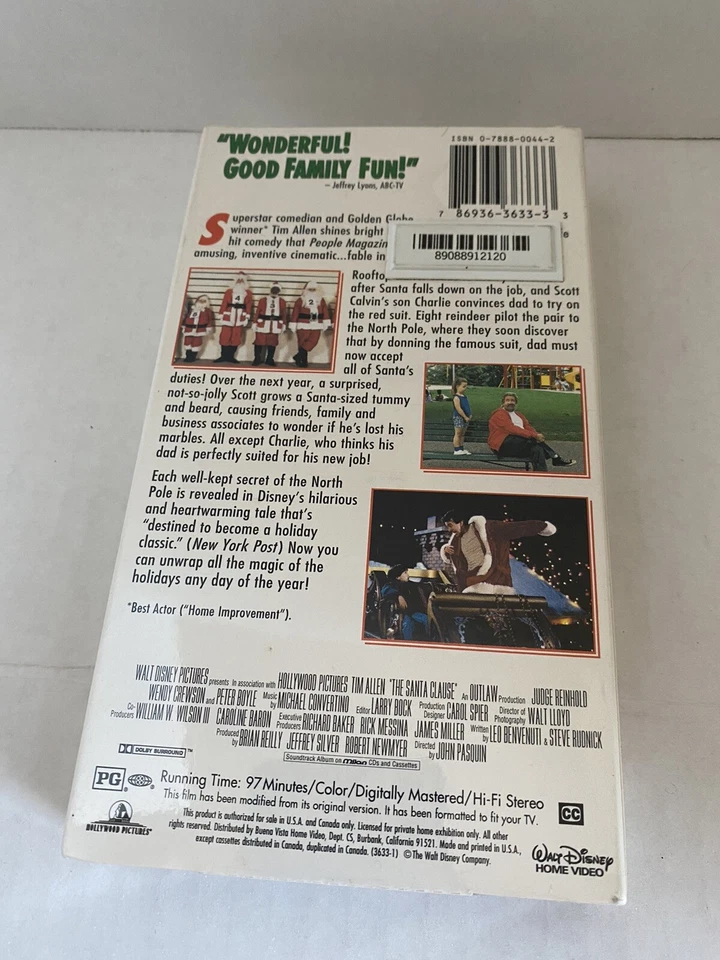 "WONDERFUL!
GOOD FAMILY FUN!"
– Jeffrey Lyons, ABC-TV
ISBN 0-7888-0044-2
7 86936-3633-3 3
8
89088912120
Superstar comedian and Golden Globe
winner* Tim Allen shines bright
hit comedy that People Magazin
amusing, inventive cinematic...fable in
Roofto
after Santa falls down on the job, and Scott
Calvin's son Charlie convinces dad to try on
the red suit. Eight reindeer pilot the pair to
the North Pole, where they soon discover
that by donning the famous suit, dad must
now accept
all of Santa's
duties! Over the next year, a surprised,
not-so-jolly Scott grows a Santa-sized tummy
and beard, causing friends, family and
business associates to wonder if he's lost his
marbles. All except Charlie, who thinks his
dad is perfectly suited for his new job!
Each well-kept secret of the North
Pole is revealed in Disney's hilarious
and heartwarming tale that's
"destined to become a holiday
classic." (New York Post) Now you
can unwrap all the magic of the
holidays any day of the year!
*Best Actor ("Home Improvement").
4 3 2
WALT DISNEY PICTURES presents In association with HOLLYWOOD PICTURES TIM ALLEN "THE SANTA CLAUSE" An OUTLAW Production JUDGE REINHOLD
WENDY CREWSON and PETER BOYLE Music by MICHAEL CONVERTINO Editor LARRY BOCK Production Designer CAROL SPIER Director of Photography WALT LLOYD
Co-Producers WILLIAM W. WILSON III CAROLINE BARON Executive Producers RICHARD BAKER RICK MESSINA JAMES MILLER Written by LEO BENVENUTI & STEVE RUDNICK
Produced by BRIAN REILLY JEFFREY SILVER ROBERT NEWMYER Directed by JOHN PASQUIN
Soundtrack Album on milan CDs and Cassettes
DOLBY SURROUND
PG
Running Time: 97 Minutes/Color/Digitally Mastered/Hi-Fi Stereo
This film has been modified from its original version. It has been formatted to fit your TV.
CC
This product is authorized for sale in U.S.A. and Canada only. Licensed for private home exhibition only. All other
rights reserved. Distributed by Buena Vista Home Video, Dept. CS, Burbank, California 91521. Made and printed in U.S.A.,
except cassettes distributed in Canada, duplicated in Canada. (3633-1) ©The Walt Disney Company.
HOLLYWOOD PICTURES
WALT DISNEY
HOME VIDEO